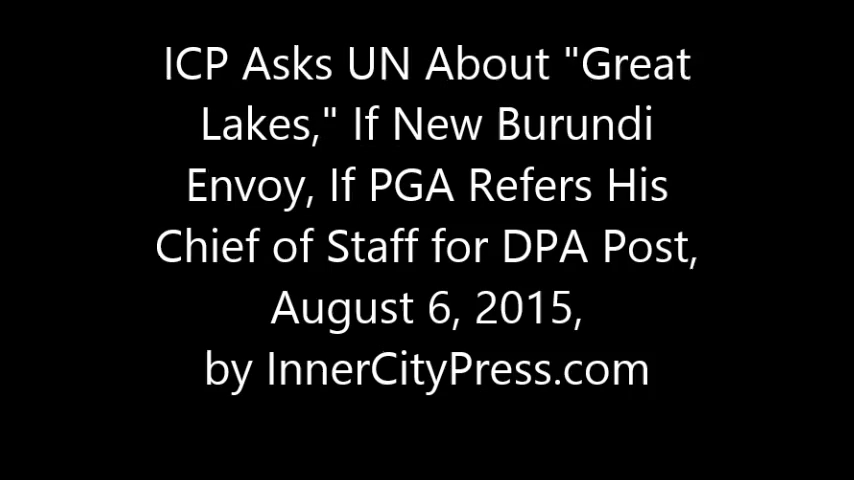 ICP Asks UN About "Great
Lakes," If New Burundi
Envoy, If PGA Refers His
Chief of Staff for DPA Post,
August 6, 2015,
by InnerCityPress.com